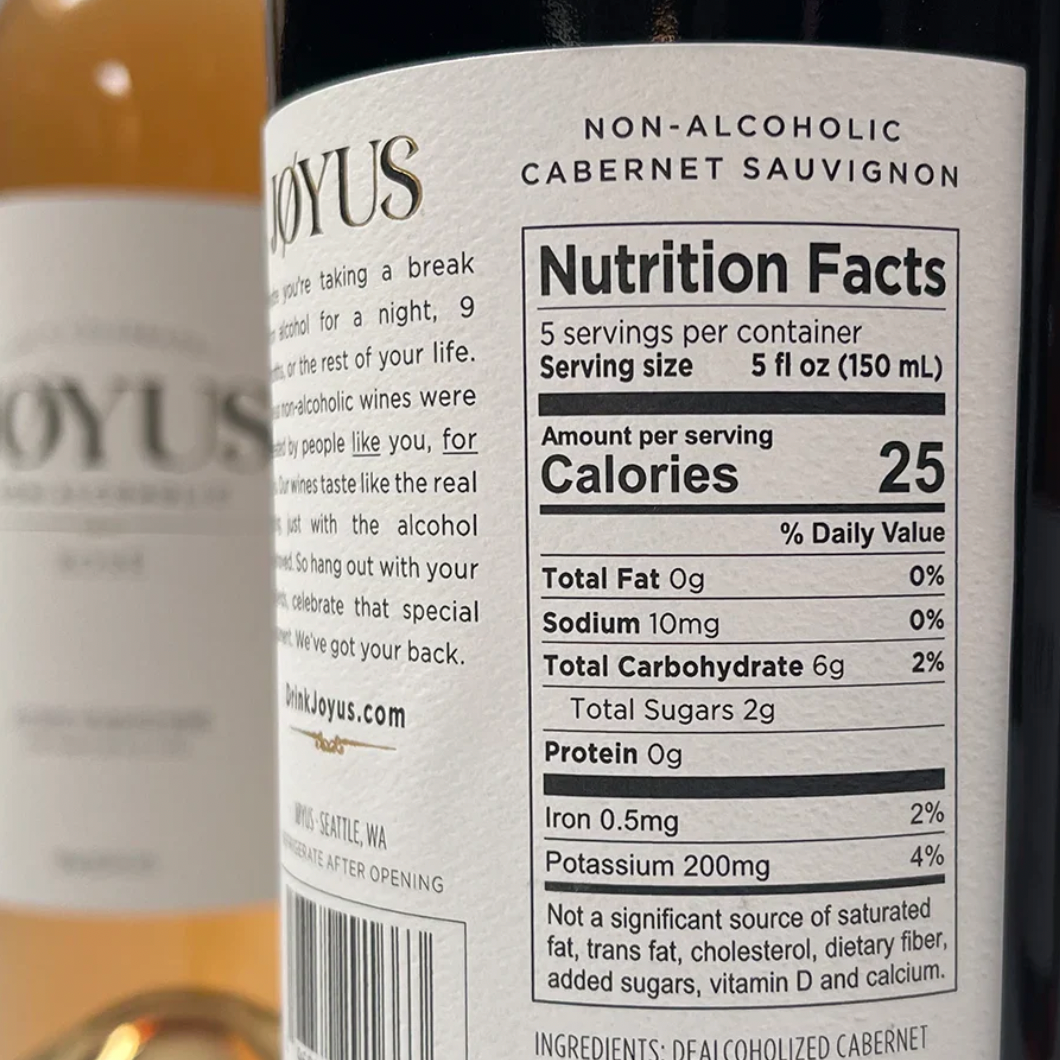 JØYUS
you're taking a break
alcohol for a night, 9
or the rest of your life.
non-alcoholic wines were
by people like you, for
Our wines taste like the real
just with the alcohol
So hang out with your
celebrate that special
We've got your back.
DrinkJoyus.com
JØYUS · SEATTLE, WA
REFRIGERATE AFTER OPENING
NON-ALCOHOLIC
CABERNET SAUVIGNON
Nutrition Facts
5 servings per container
Serving size 5 fl oz (150 mL)
Amount per serving
Calories 25
% Daily Value
Total Fat 0g 0%
Sodium 10mg 0%
Total Carbohydrate 6g 2%
Total Sugars 2g
Protein 0g
Iron 0.5mg 2%
Potassium 200mg 4%
Not a significant source of saturated
fat, trans fat, cholesterol, dietary fiber,
added sugars, vitamin D and calcium.
INGREDIENTS: DEALCOHOLIZED CABERNET
JØYUS